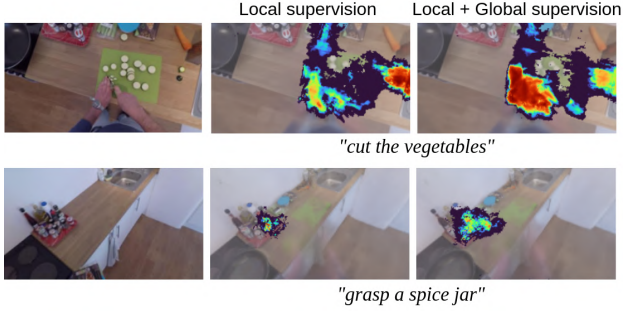 Local supervision
Local + Global supervision
"cut the vegetables"
"grasp a spice jar"